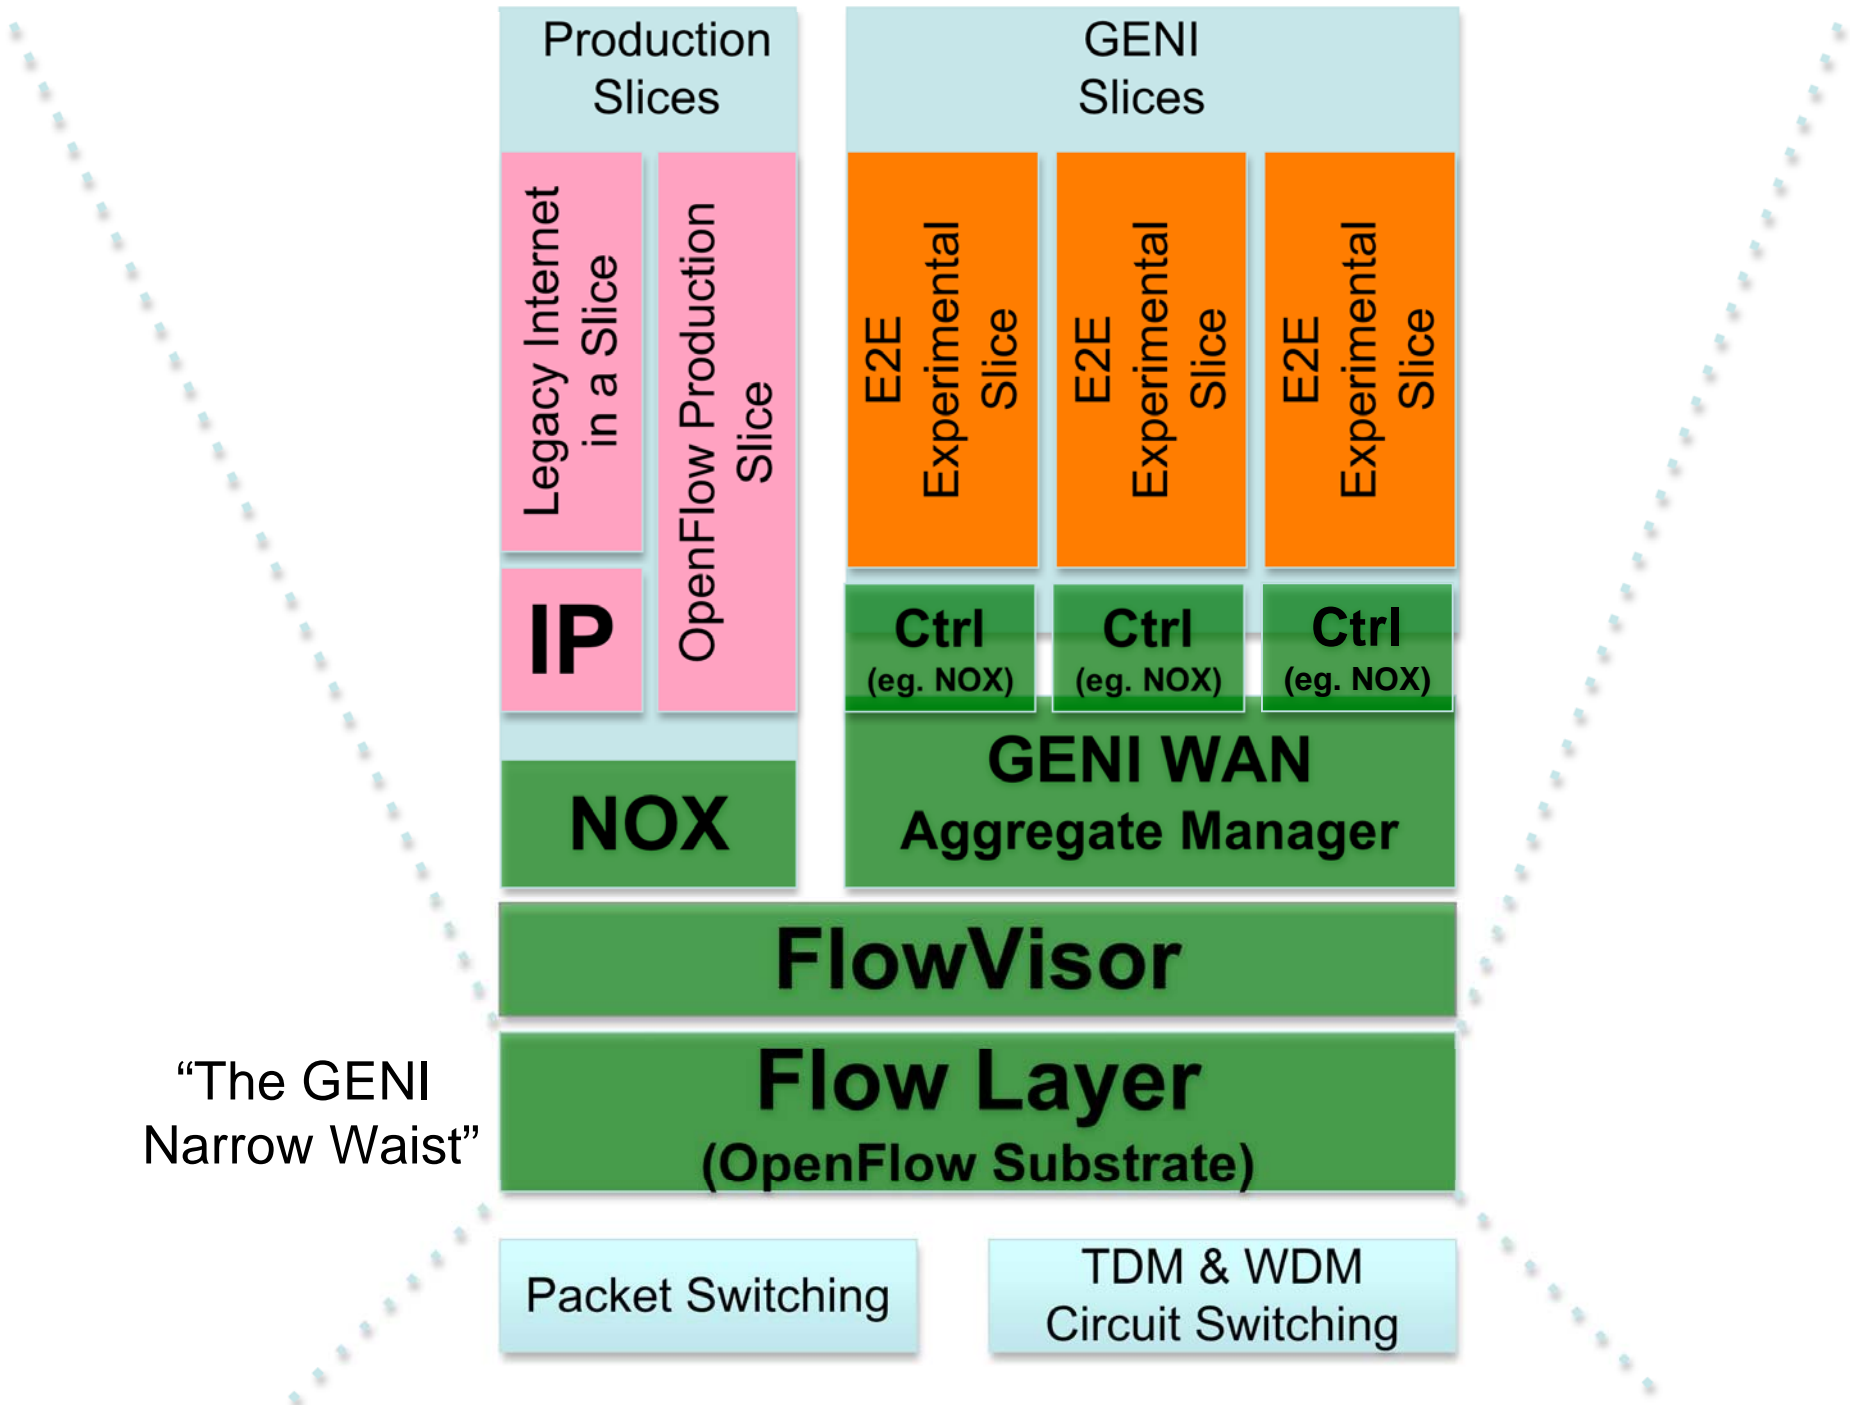 Production
Slices
GENI
Slices
Legacy Internet
in a Slice
OpenFlow Production
Slice
E2E
Experimental
Slice
E2E
Experimental
Slice
E2E
Experimental
Slice
IP
Ctrl
(eg. NOX)
Ctrl
(eg. NOX)
Ctrl
(eg. NOX)
NOX
GENI WAN
Aggregate Manager
FlowVisor
“The GENI
Narrow Waist”
Flow Layer
(OpenFlow Substrate)
Packet Switching
TDM & WDM
Circuit Switching